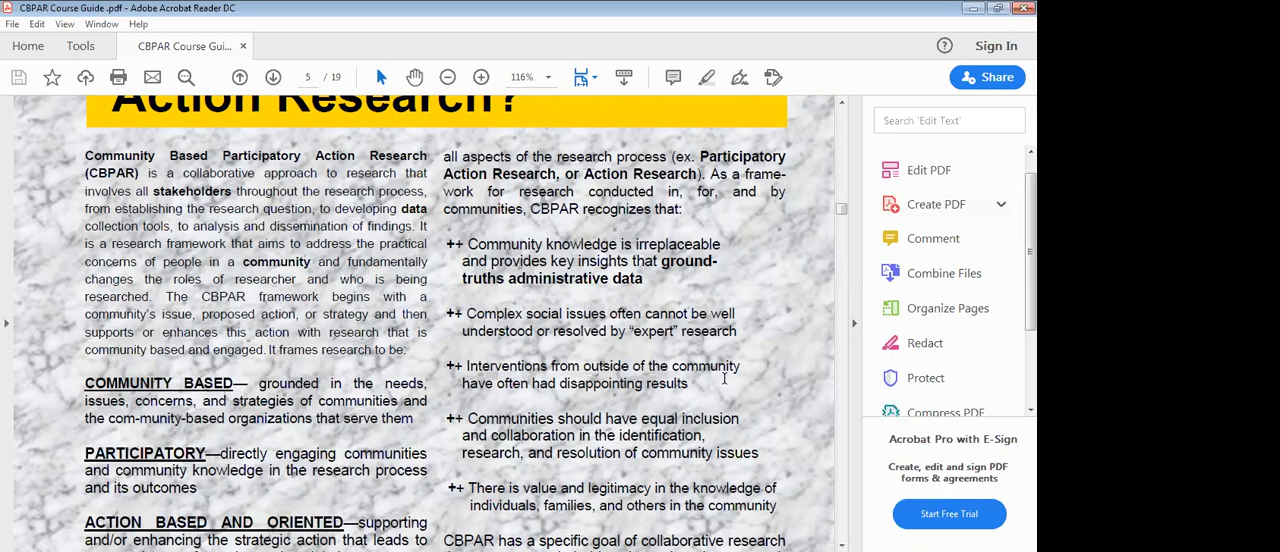 CBPAR Course Guide .pdf - Adobe Acrobat Reader DC
File Edit View Window Help
Home Tools CBPAR Course Gui... × Sign In
5 / 19 116% Share
Action Research?
Community Based Participatory Action Research
(CBPAR) is a collaborative approach to research that
involves all stakeholders throughout the research process,
from establishing the research question, to developing data
collection tools, to analysis and dissemination of findings. It
is a research framework that aims to address the practical
concerns of people in a community and fundamentally
changes the roles of researcher and who is being
researched. The CBPAR framework begins with a
community's issue, proposed action, or strategy and then
supports or enhances this action with research that is
community based and engaged. It frames research to be:
COMMUNITY BASED— grounded in the needs,
issues, concerns, and strategies of communities and
the com-munity-based organizations that serve them
PARTICIPATORY—directly engaging communities
and community knowledge in the research process
and its outcomes
ACTION BASED AND ORIENTED—supporting
and/or enhancing the strategic action that leads to
all aspects of the research process (ex. Participatory
Action Research, or Action Research). As a frame-
work for research conducted in, for, and by
communities, CBPAR recognizes that:
++ Community knowledge is irreplaceable
and provides key insights that ground-
truths administrative data
++ Complex social issues often cannot be well
understood or resolved by "expert" research
++ Interventions from outside of the community
have often had disappointing results
++ Communities should have equal inclusion
and collaboration in the identification,
research, and resolution of community issues
++ There is value and legitimacy in the knowledge of
individuals, families, and others in the community
CBPAR has a specific goal of collaborative research
Search 'Edit Text'
Edit PDF
Create PDF
Comment
Combine Files
Organize Pages
Redact
Protect
Compress PDF
Acrobat Pro with E-Sign
Create, edit and sign PDF
forms & agreements
Start Free Trial